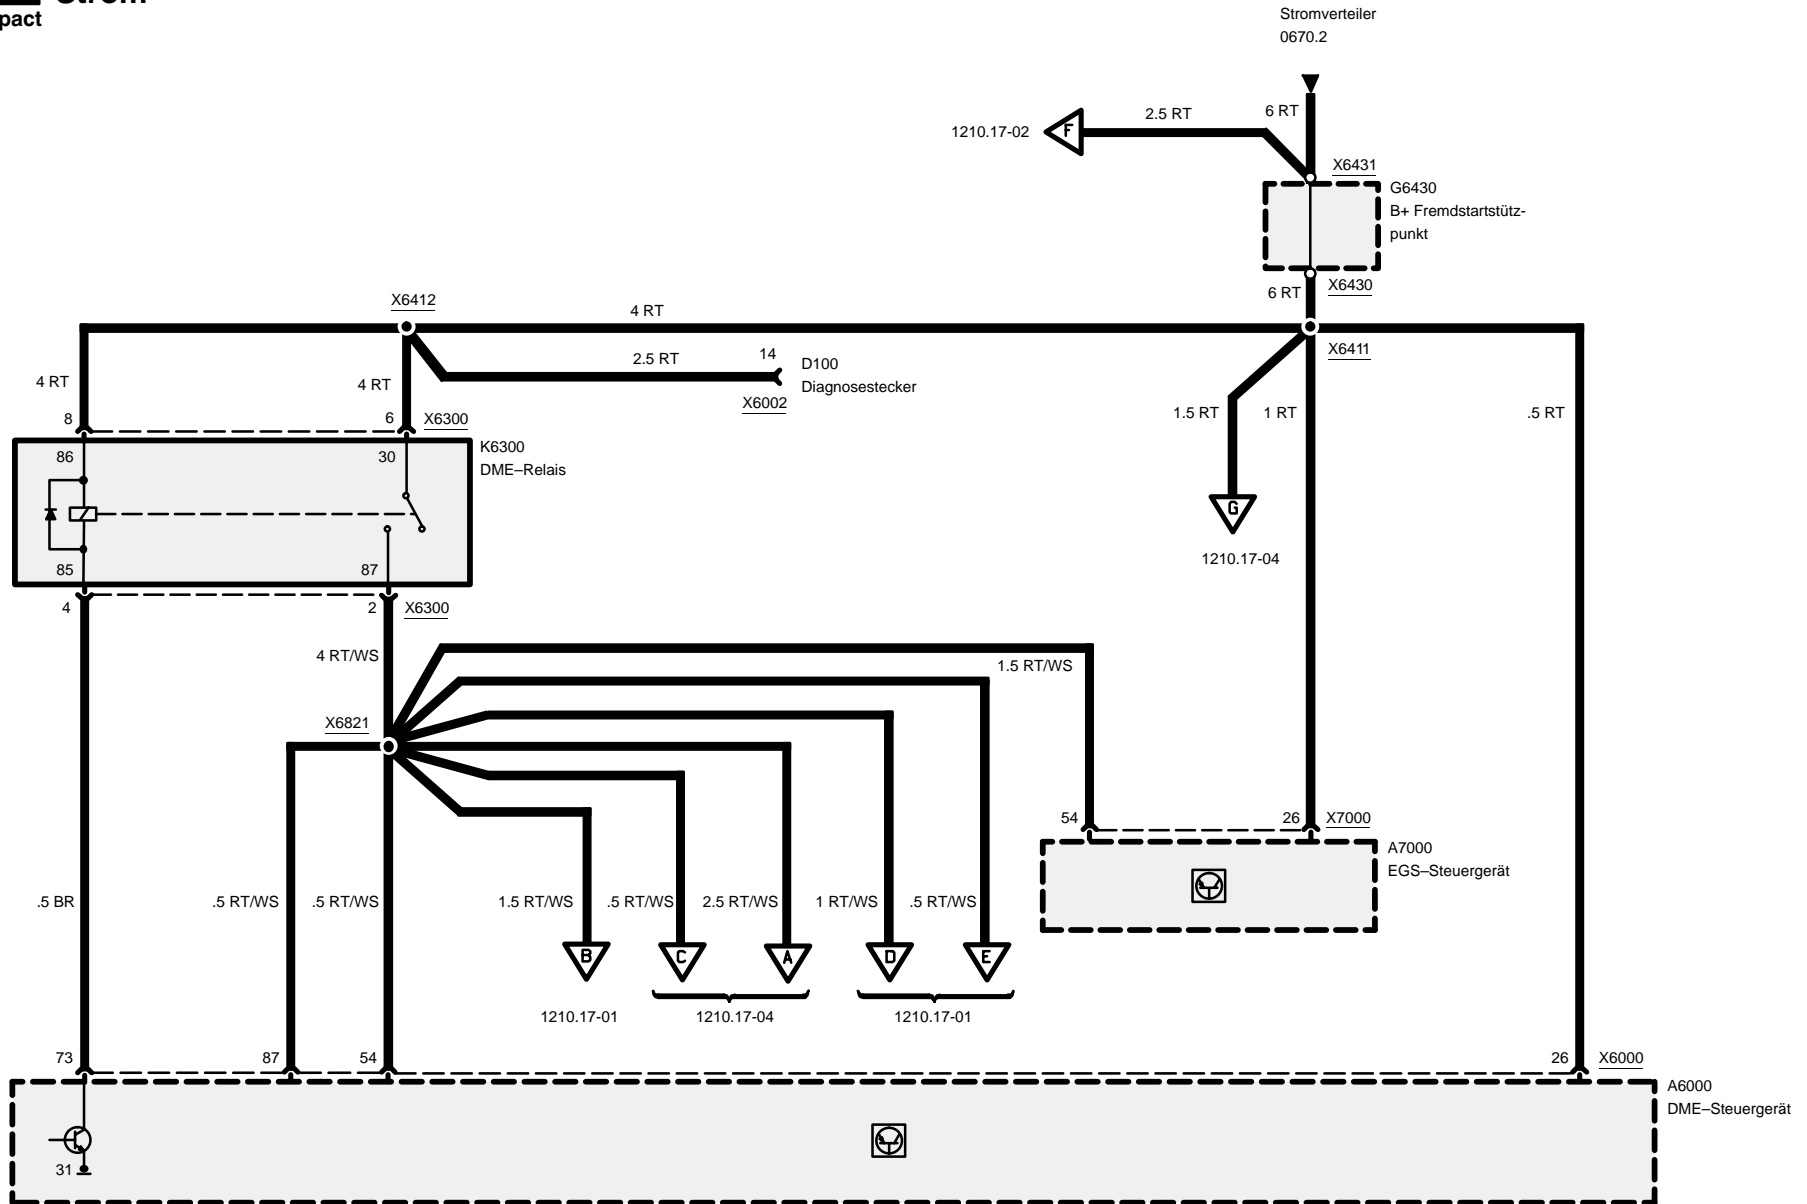 pact
Stromverteiler
0670.2
1210.17-02
F
2.5 RT
6 RT
X6431
G6430
B+ Fremdstartstütz-
punkt
6 RT
X6430
X6412
4 RT
X6411
4 RT
4 RT
2.5 RT
14
D100
Diagnosestecker
X6002
1.5 RT
1 RT
.5 RT
8
6
X6300
K6300
DME–Relais
86
30
G
1210.17-04
85
87
4
2
X6300
4 RT/WS
1.5 RT/WS
X6821
54
26
X7000
A7000
EGS–Steuergerät
.5 BR
.5 RT/WS
.5 RT/WS
1.5 RT/WS
.5 RT/WS
2.5 RT/WS
1 RT/WS
.5 RT/WS
B
C
A
D
E
1210.17-01
1210.17-04
1210.17-01
73
87
54
26
X6000
A6000
DME–Steuergerät
31